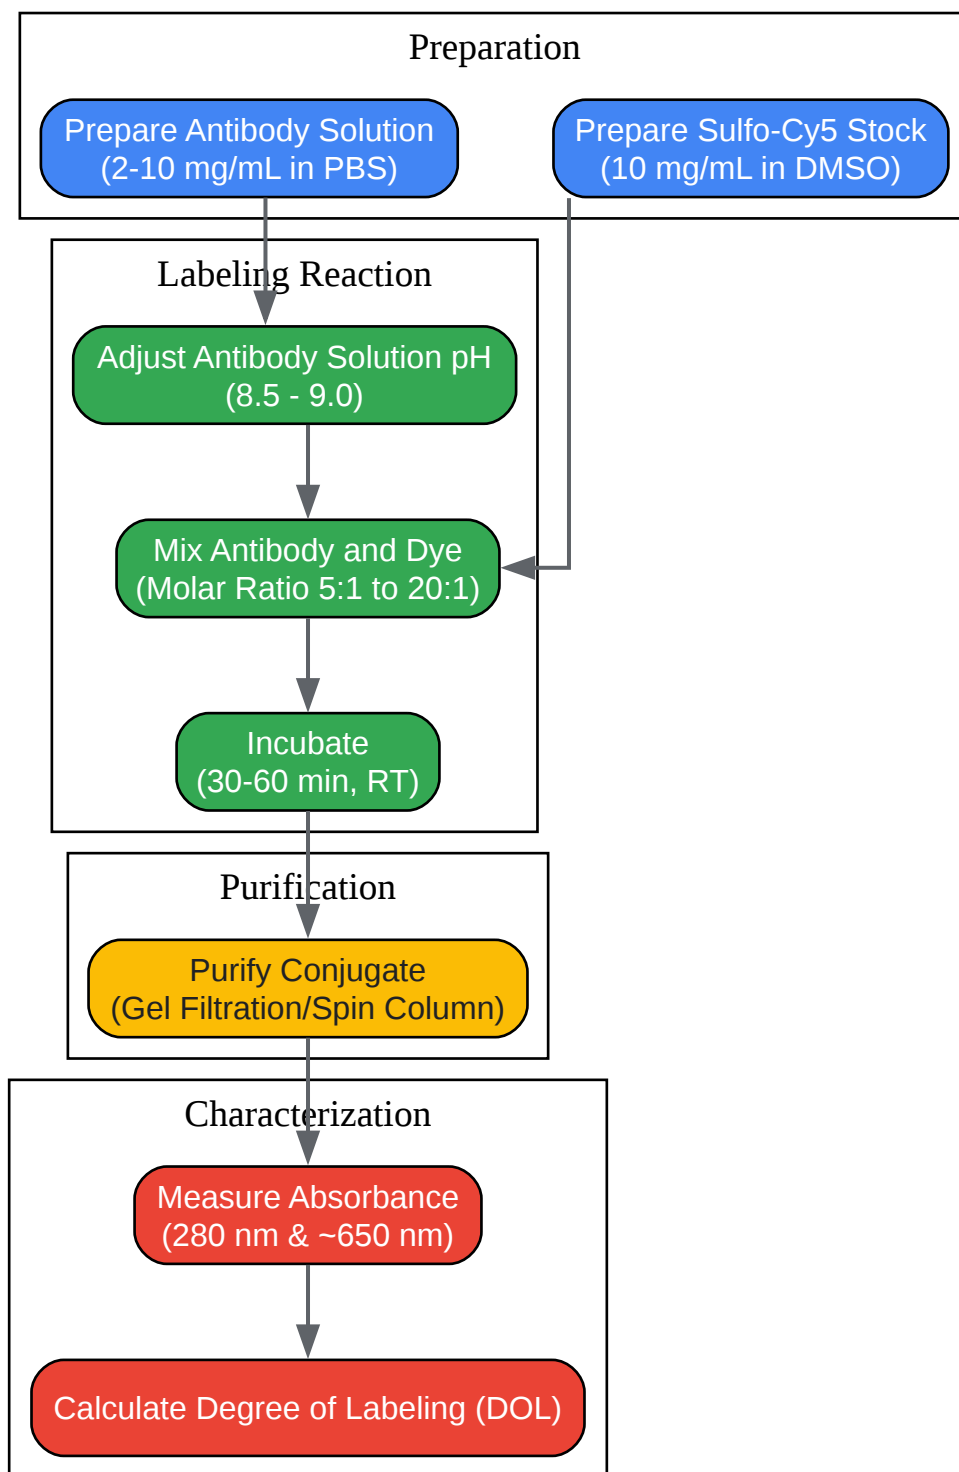 Preparation
Prepare Antibody Solution
(2-10 mg/mL in PBS)
Prepare Sulfo-Cy5 Stock
(10 mg/mL in DMSO)
Labeling Reaction
Adjust Antibody Solution pH
(8.5 - 9.0)
Mix Antibody and Dye
(Molar Ratio 5:1 to 20:1)
Incubate
(30-60 min, RT)
Purification
Purify Conjugate
(Gel Filtration/Spin Column)
Characterization
Measure Absorbance
(280 nm & ~650 nm)
Calculate Degree of Labeling (DOL)